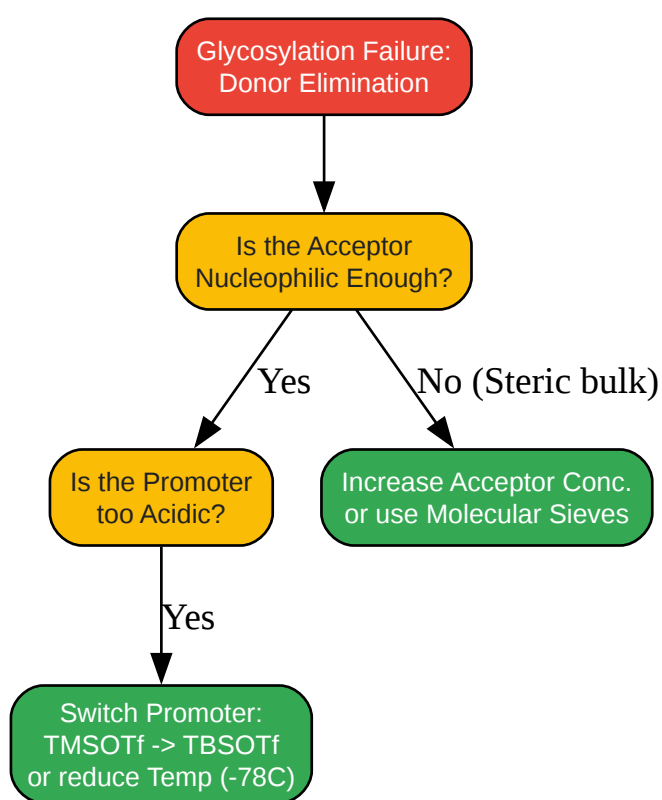 Glycosylation Failure:
Donor Elimination
Is the Acceptor
Nucleophilic Enough?
Yes
No (Steric bulk)
Is the Promoter
too Acidic?
Increase Acceptor Conc.
or use Molecular Sieves
Yes
Switch Promoter:
TMSOTf -> TBSOTf
or reduce Temp (-78C)